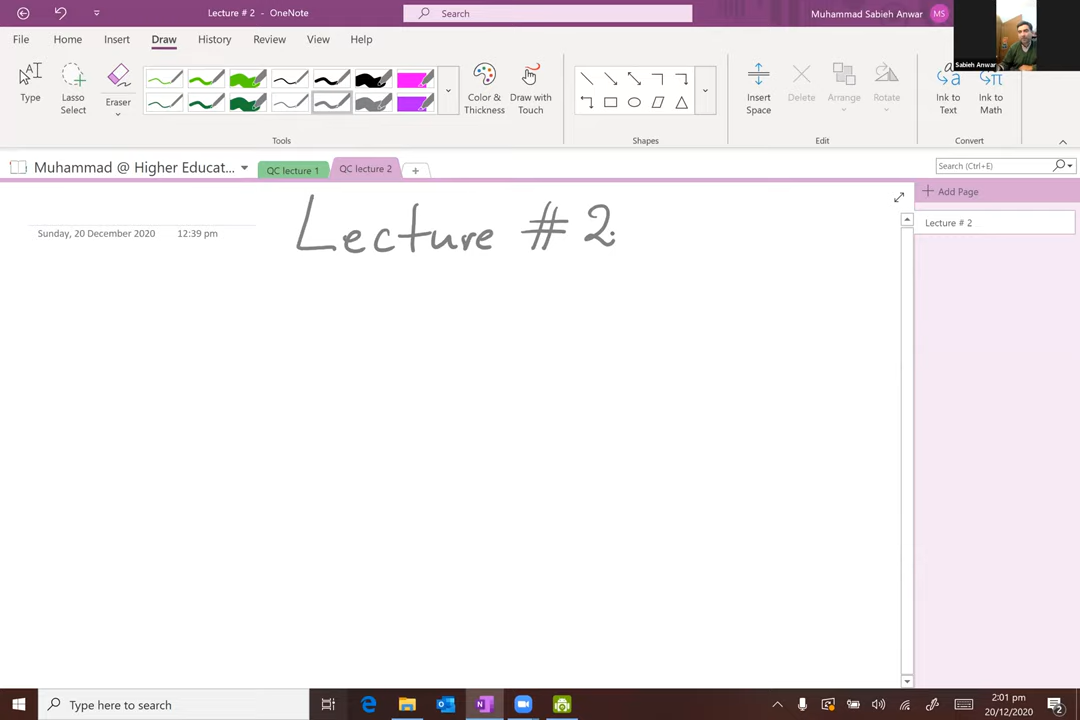 Lecture # 2 - OneNote
Search
Muhammad Sabieh Anwar
MS
Sabieh Anwar
File Home Insert Draw History Review View Help
Type
Lasso Select
Eraser
Color & Thickness
Draw with Touch
Insert Space
Delete
Arrange
Rotate
Ink to Text
Ink to Math
Tools
Shapes
Edit
Convert
Muhammad @ Higher Educat...
QC lecture 1
QC lecture 2
Search (Ctrl+E)
Add Page
Lecture # 2
Sunday, 20 December 2020 12:39 pm
Lecture # 2
Type here to search
2:01 pm
20/12/2020
2